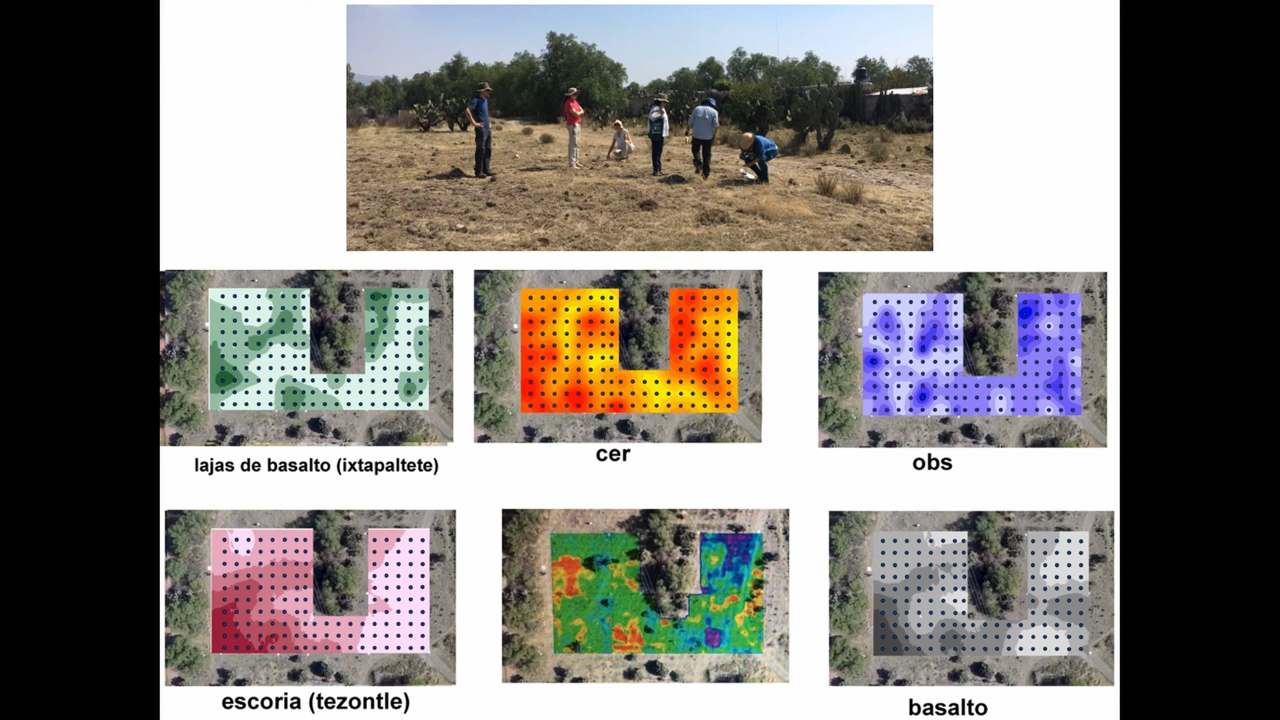 lajas de basalto (ixtapaltete)
cer
obs
escoria (tezontle)
basalto